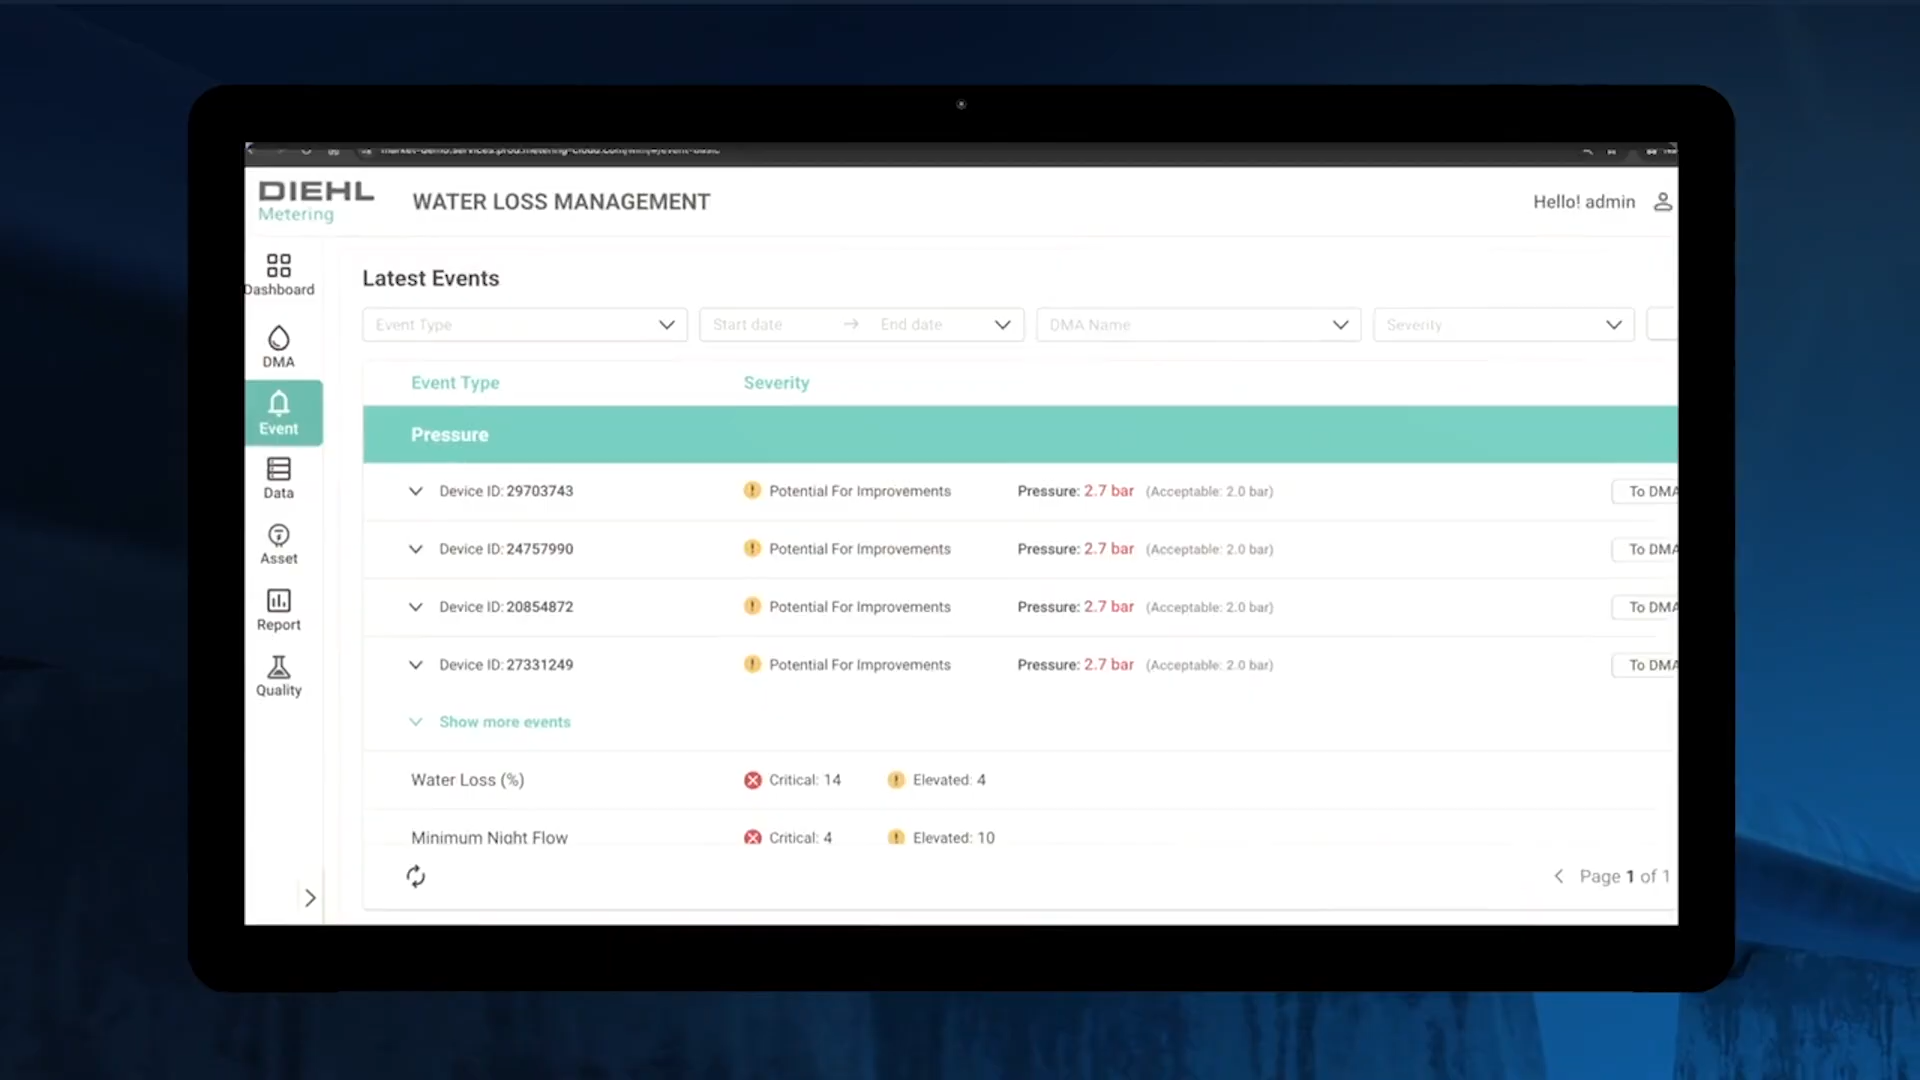 DIEHL
Metering
WATER LOSS MANAGEMENT
Hello! admin
Dashboard
DMA
Event
Data
Asset
Report
Quality
Latest Events
Event Type
Start date → End date
DMA Name
Severity
Event Type Severity
Pressure
Device ID: 29703743 Potential For Improvements Pressure: 2.7 bar (Acceptable: 2.0 bar) To DMA
Device ID: 24757990 Potential For Improvements Pressure: 2.7 bar (Acceptable: 2.0 bar) To DMA
Device ID: 20854872 Potential For Improvements Pressure: 2.7 bar (Acceptable: 2.0 bar) To DMA
Device ID: 27331249 Potential For Improvements Pressure: 2.7 bar (Acceptable: 2.0 bar) To DMA
Show more events
Water Loss (%) Critical: 14 Elevated: 4
Minimum Night Flow Critical: 4 Elevated: 10
Page 1 of 1